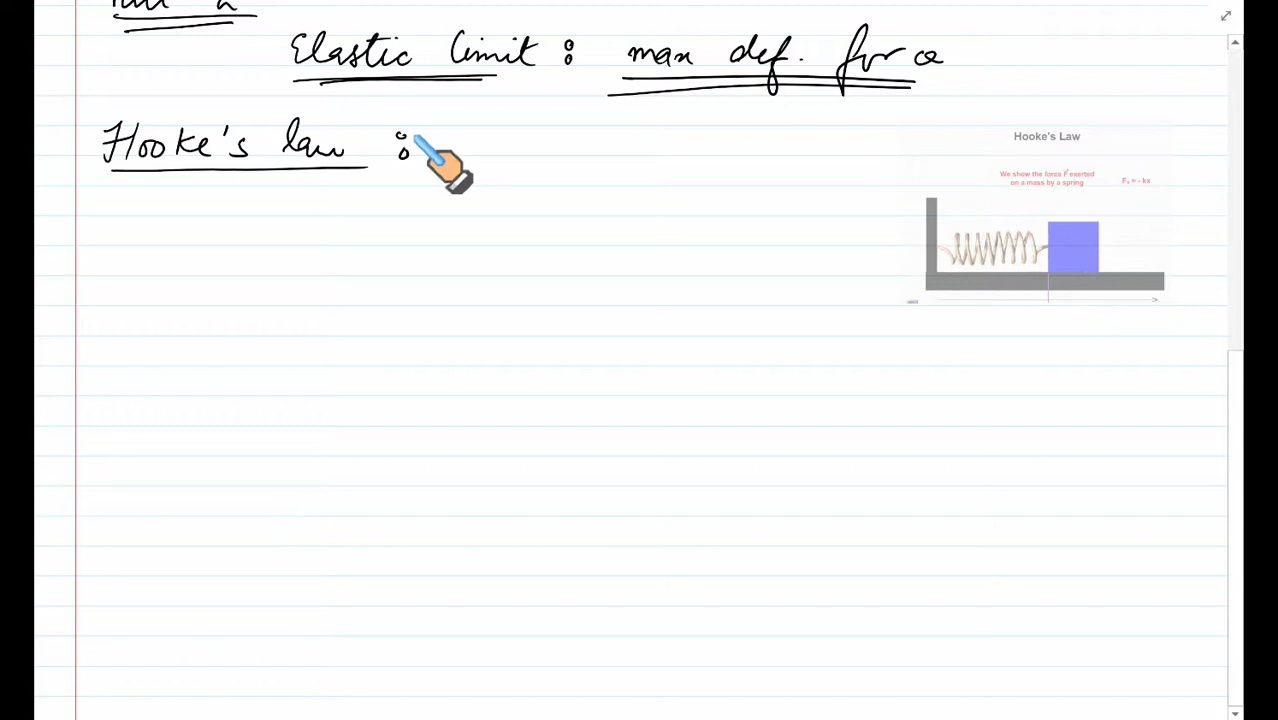 Elastic limit : max def. force
Hooke's law :
Hooke's Law
We show the force F exerted
on a mass by a spring
Fₓ = - kx